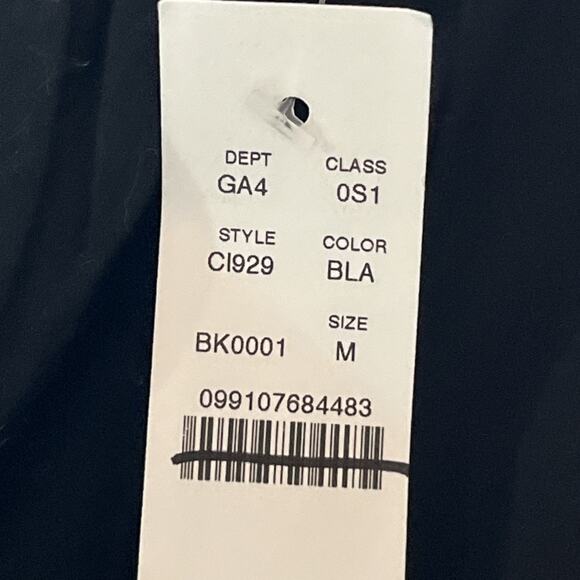 DEPT CLASS
GA4 0S1
STYLE COLOR
CI929 BLA
SIZE
BK0001 M
099107684483